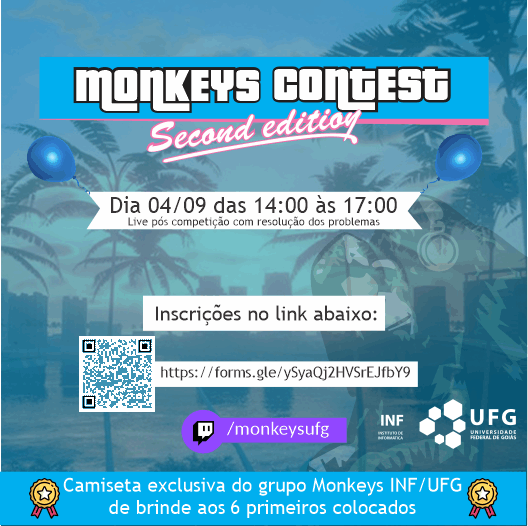 MONKEYS CONTEST
Second edition
Dia 04/09 das 14:00 às 17:00
Live pós competição com resolução dos problemas
Inscrições no link abaixo:
https://forms.gle/ySyaQj2HVSrEJfbY9
/monkeysufg
INF
INSTITUTO DE
INFORMÁTICA
UFG
UNIVERSIDADE
FEDERAL DE GOIÁS
Camiseta exclusiva do grupo Monkeys INF/UFG
de brinde aos 6 primeiros colocados